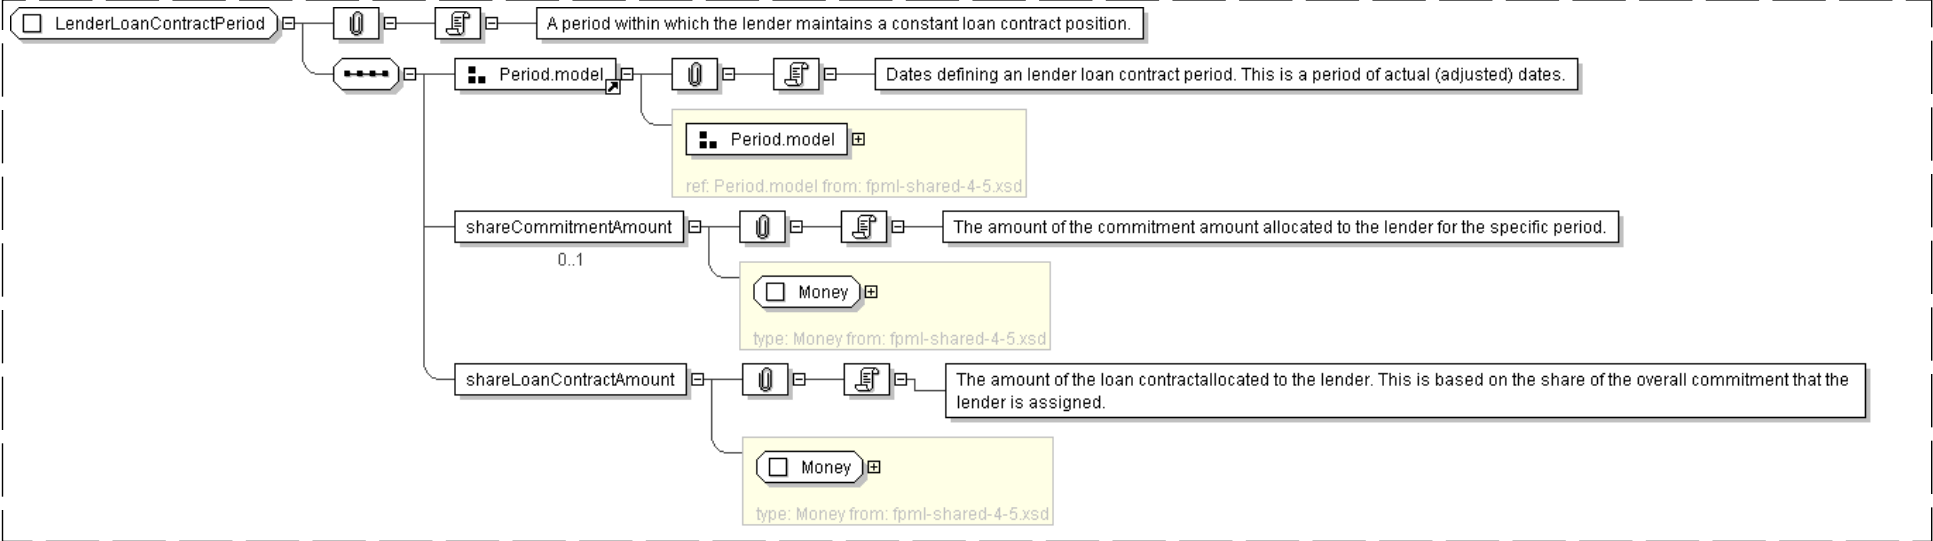 LenderLoanContractPeriod
A period within which the lender maintains a constant loan contract position.
Period.model
Dates defining an lender loan contract period. This is a period of actual (adjusted) dates.
Period.model
ref: Period.model from: fpml-shared-4-5.xsd
shareCommitmentAmount
The amount of the commitment amount allocated to the lender for the specific period.
0..1
Money
type: Money from: fpml-shared-4-5.xsd
shareLoanContractAmount
The amount of the loan contractallocated to the lender. This is based on the share of the overall commitment that the
lender is assigned.
Money
type: Money from: fpml-shared-4-5.xsd